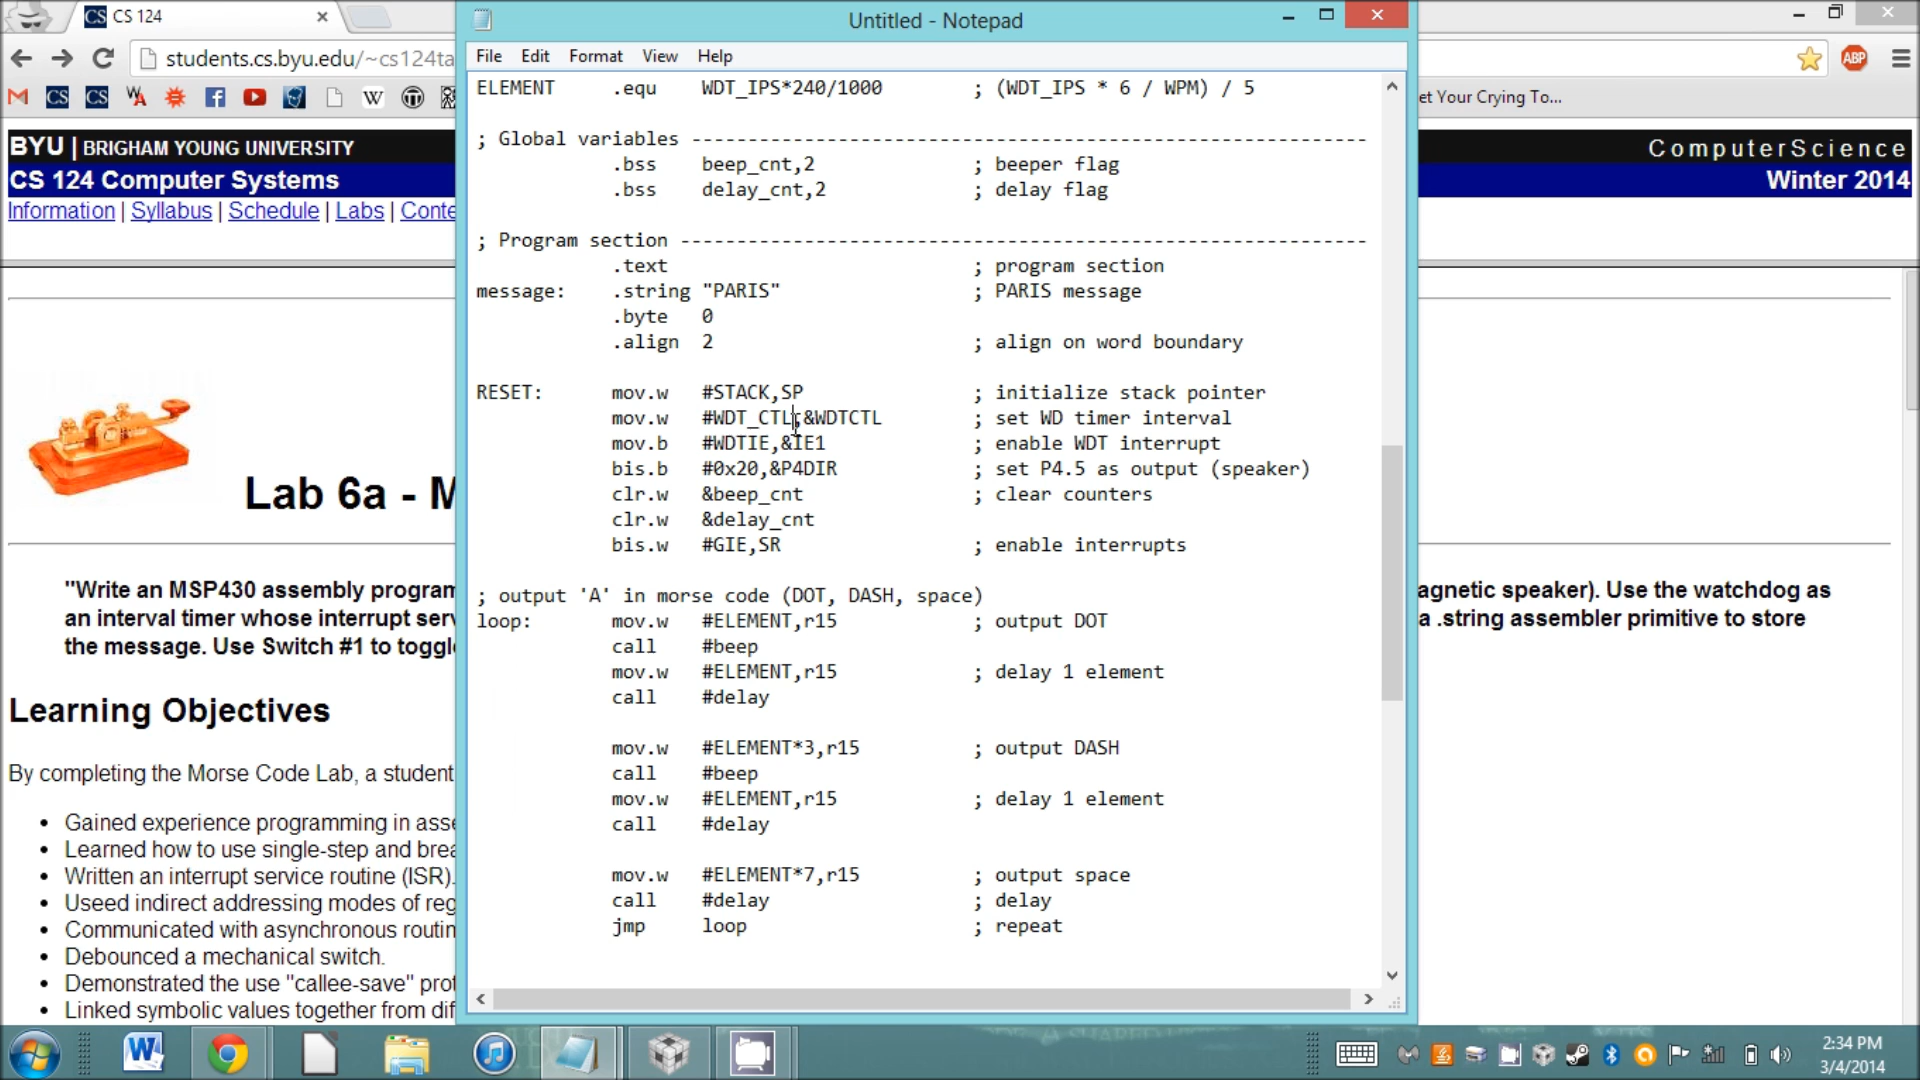 CS 124
Untitled - Notepad
students.cs.byu.edu/~cs124ta
File Edit Format View Help
et Your Crying To...
BYU | BRIGHAM YOUNG UNIVERSITY
ComputerScience
CS 124 Computer Systems
Winter 2014
Information | Syllabus | Schedule | Labs | Conte
ELEMENT .equ WDT_IPS*240/1000 ; (WDT_IPS * 6 / WPM) / 5
; Global variables ------------------------------------------------------------
.bss beep_cnt,2 ; beeper flag
.bss delay_cnt,2 ; delay flag
; Program section -------------------------------------------------------------
.text ; program section
message: .string "PARIS" ; PARIS message
.byte 0
.align 2 ; align on word boundary
RESET: mov.w #STACK,SP ; initialize stack pointer
mov.w #WDT_CTL,&WDTCTL ; set WD timer interval
mov.b #WDTIE,&IE1 ; enable WDT interrupt
bis.b #0x20,&P4DIR ; set P4.5 as output (speaker)
clr.w &beep_cnt ; clear counters
clr.w &delay_cnt
bis.w #GIE,SR ; enable interrupts
; output 'A' in morse code (DOT, DASH, space)
loop: mov.w #ELEMENT,r15 ; output DOT
call #beep
mov.w #ELEMENT,r15 ; delay 1 element
call #delay
mov.w #ELEMENT*3,r15 ; output DASH
call #beep
mov.w #ELEMENT,r15 ; delay 1 element
call #delay
mov.w #ELEMENT*7,r15 ; output space
call #delay ; delay
jmp loop ; repeat
Lab 6a - M
"Write an MSP430 assembly program
agnetic speaker). Use the watchdog as
an interval timer whose interrupt serv
a .string assembler primitive to store
the message. Use Switch #1 to toggl
Learning Objectives
By completing the Morse Code Lab, a student
• Gained experience programming in asse
• Learned how to use single-step and brea
• Written an interrupt service routine (ISR).
• Useed indirect addressing modes of reg
• Communicated with asynchronous routin
• Debounced a mechanical switch.
• Demonstrated the use "callee-save" prot
• Linked symbolic values together from dif
2:34 PM
3/4/2014